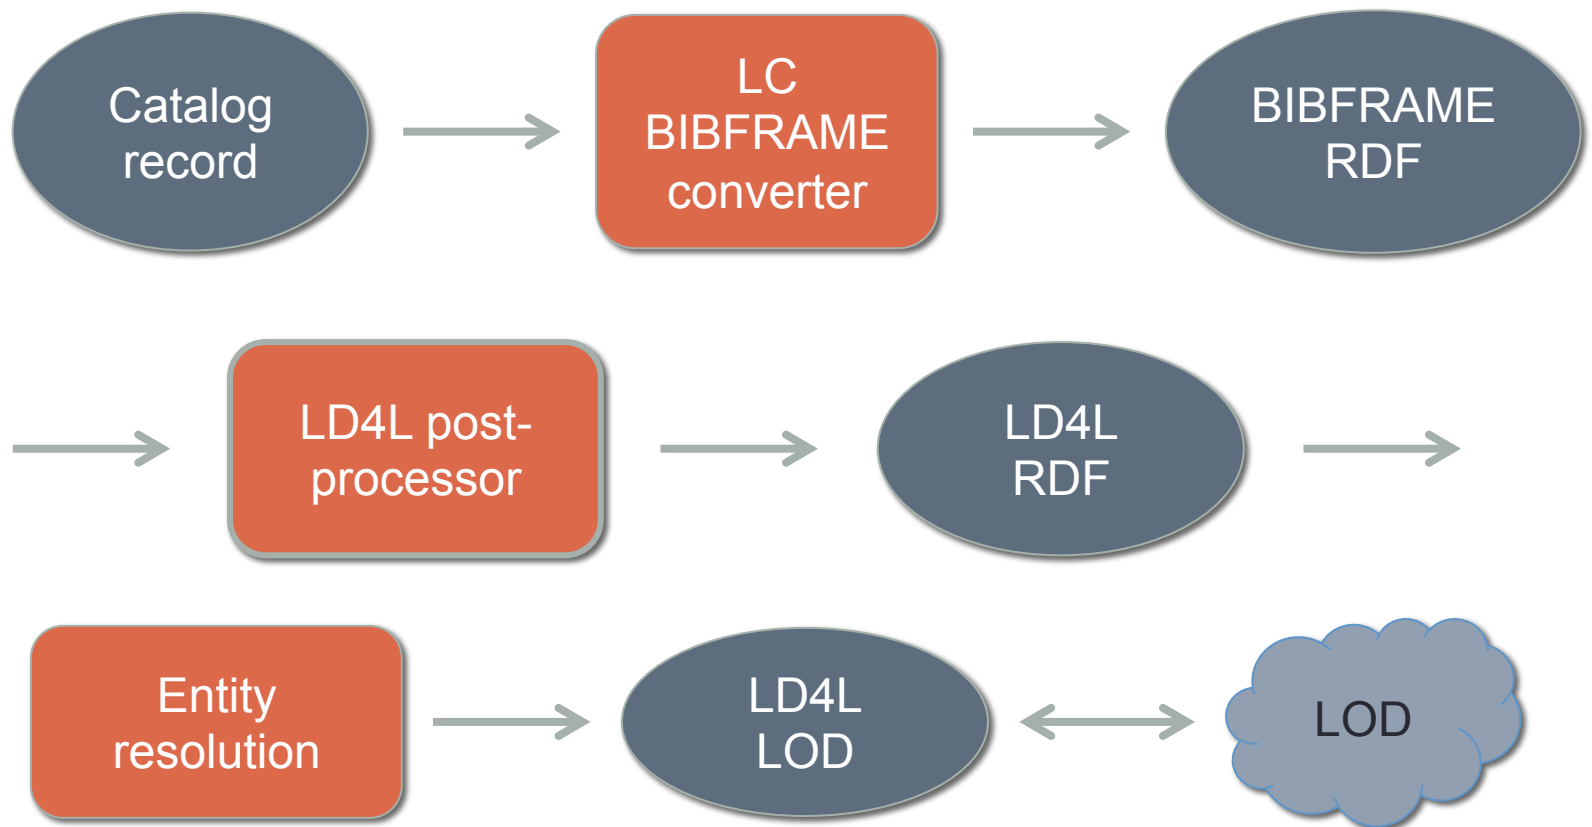 Catalog
record
LC
BIBFRAME
converter
BIBFRAME
RDF
LD4L post-
processor
LD4L
RDF
Entity
resolution
LD4L
LOD
LOD